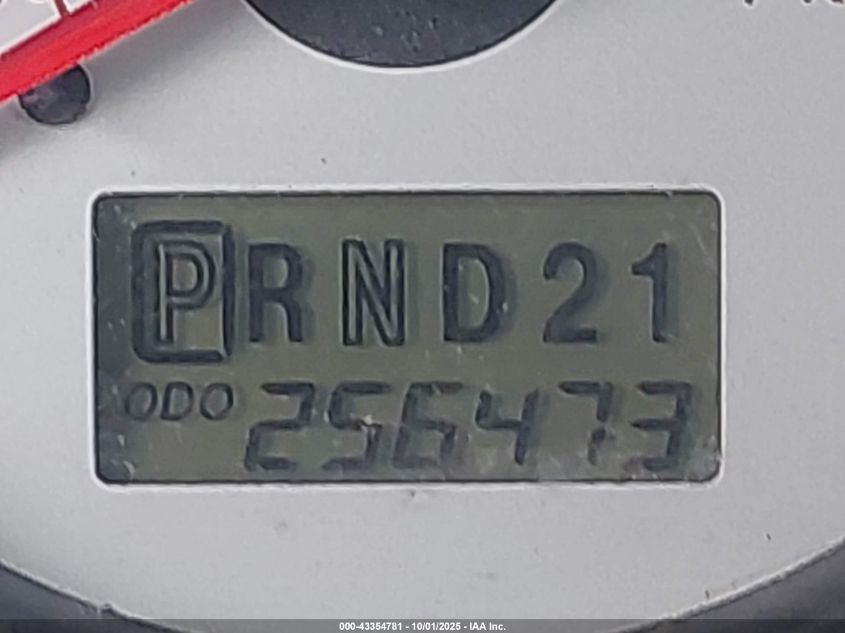 PRND21
ODO 256473
000-43354781 - 10/01/2025 - IAA Inc.